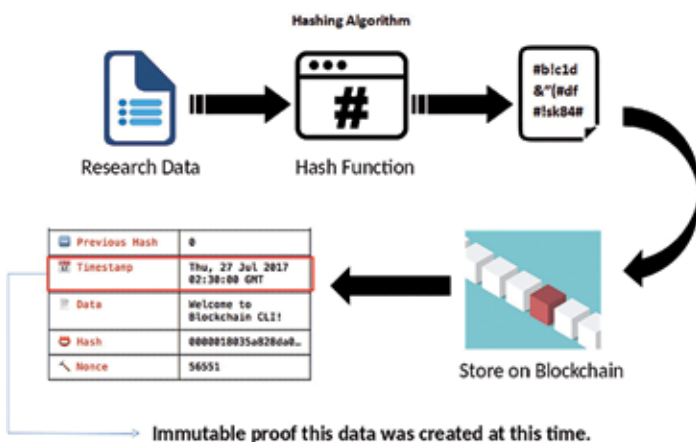 Hashing Algorithm
#
#b!c1d
&"(#df
#!sk84#
Research Data
Hash Function
Previous Hash 0
Timestamp Thu, 27 Jul 2017
02:30:00 GMT
Data Welcome to
Blockchain CLI!
Hash 0000018035a828da0…
Nonce 56551
Store on Blockchain
Immutable proof this data was created at this time.